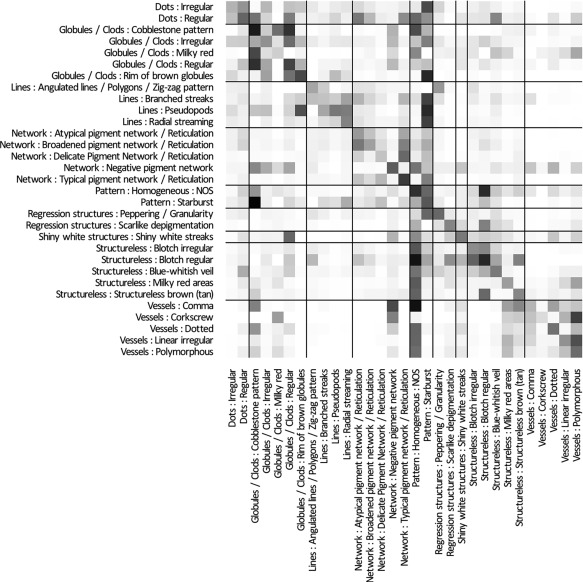 Dots : Irregular
Dots : Regular
Globules / Clods : Cobblestone pattern
Globules / Clods : Irregular
Globules / Clods : Milky red
Globules / Clods : Regular
Globules / Clods : Rim of brown globules
Lines : Angulated lines / Polygons / Zig-zag pattern
Lines : Branched streaks
Lines : Pseudopods
Lines : Radial streaming
Network : Atypical pigment network / Reticulation
Network : Broadened pigment network / Reticulation
Network : Delicate Pigment Network / Reticulation
Network : Negative pigment network
Network : Typical pigment network / Reticulation
Pattern : Homogeneous : NOS
Pattern : Starburst
Regression structures : Peppering / Granularity
Regression structures : Scarlike depigmentation
Shiny white structures : Shiny white streaks
Structureless : Blotch irregular
Structureless : Blotch regular
Structureless : Blue-whitish veil
Structureless : Milky red areas
Structureless : Structureless brown (tan)
Vessels : Comma
Vessels : Corkscrew
Vessels : Dotted
Vessels : Linear irregular
Vessels : Polymorphous
Dots : Irregular
Dots : Regular
Globules / Clods : Cobblestone pattern
Globules / Clods : Irregular
Globules / Clods : Milky red
Globules / Clods : Regular
Globules / Clods : Rim of brown globules
Lines : Angulated lines / Polygons / Zig-zag pattern
Lines : Branched streaks
Lines : Pseudopods
Lines : Radial streaming
Network : Atypical pigment network / Reticulation
Network : Broadened pigment network / Reticulation
Network : Delicate Pigment Network / Reticulation
Network : Negative pigment network
Network : Typical pigment network / Reticulation
Pattern : Homogeneous : NOS
Pattern : Starburst
Regression structures : Peppering / Granularity
Regression structures : Scarlike depigmentation
Shiny white structures : Shiny white streaks
Structureless : Blotch irregular
Structureless : Blotch regular
Structureless : Blue-whitish veil
Structureless : Milky red areas
Structureless : Structureless brown (tan)
Vessels : Comma
Vessels : Corkscrew
Vessels : Dotted
Vessels : Linear irregular
Vessels : Polymorphous